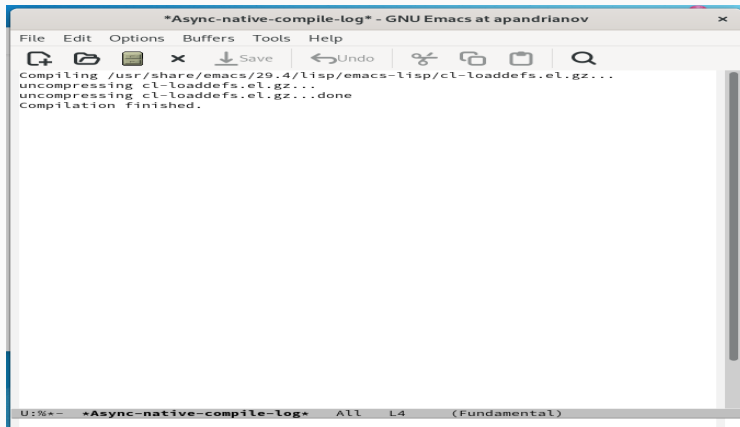 *Async-native-compile-log* - GNU Emacs at apandrianov
File Edit Options Buffers Tools Help
Save Undo
Compiling /usr/share/emacs/29.4/lisp/emacs-lisp/cl-loaddefs.el.gz...
uncompressing cl-loaddefs.el.gz...
uncompressing cl-loaddefs.el.gz...done
Compilation finished.
U:%*- *Async-native-compile-log* All L4 (Fundamental)